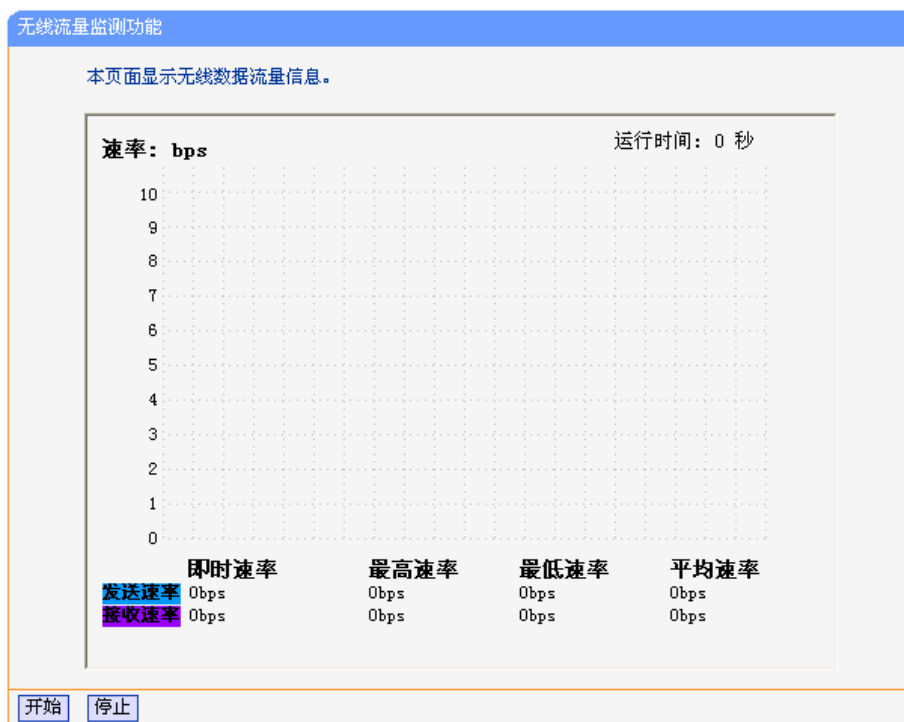 无线流量监测功能
本页面显示无线数据流量信息。
速率: bps 运行时间: 0 秒
10
9
8
7
6
5
4
3
2
1
0
即时速率 最高速率 最低速率 平均速率
发送速率 0bps 0bps 0bps 0bps
接收速率 0bps 0bps 0bps 0bps
开始 停止